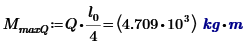 M_maxQ := Q · l_0/4 = (4.709 · 10^3) kg · m